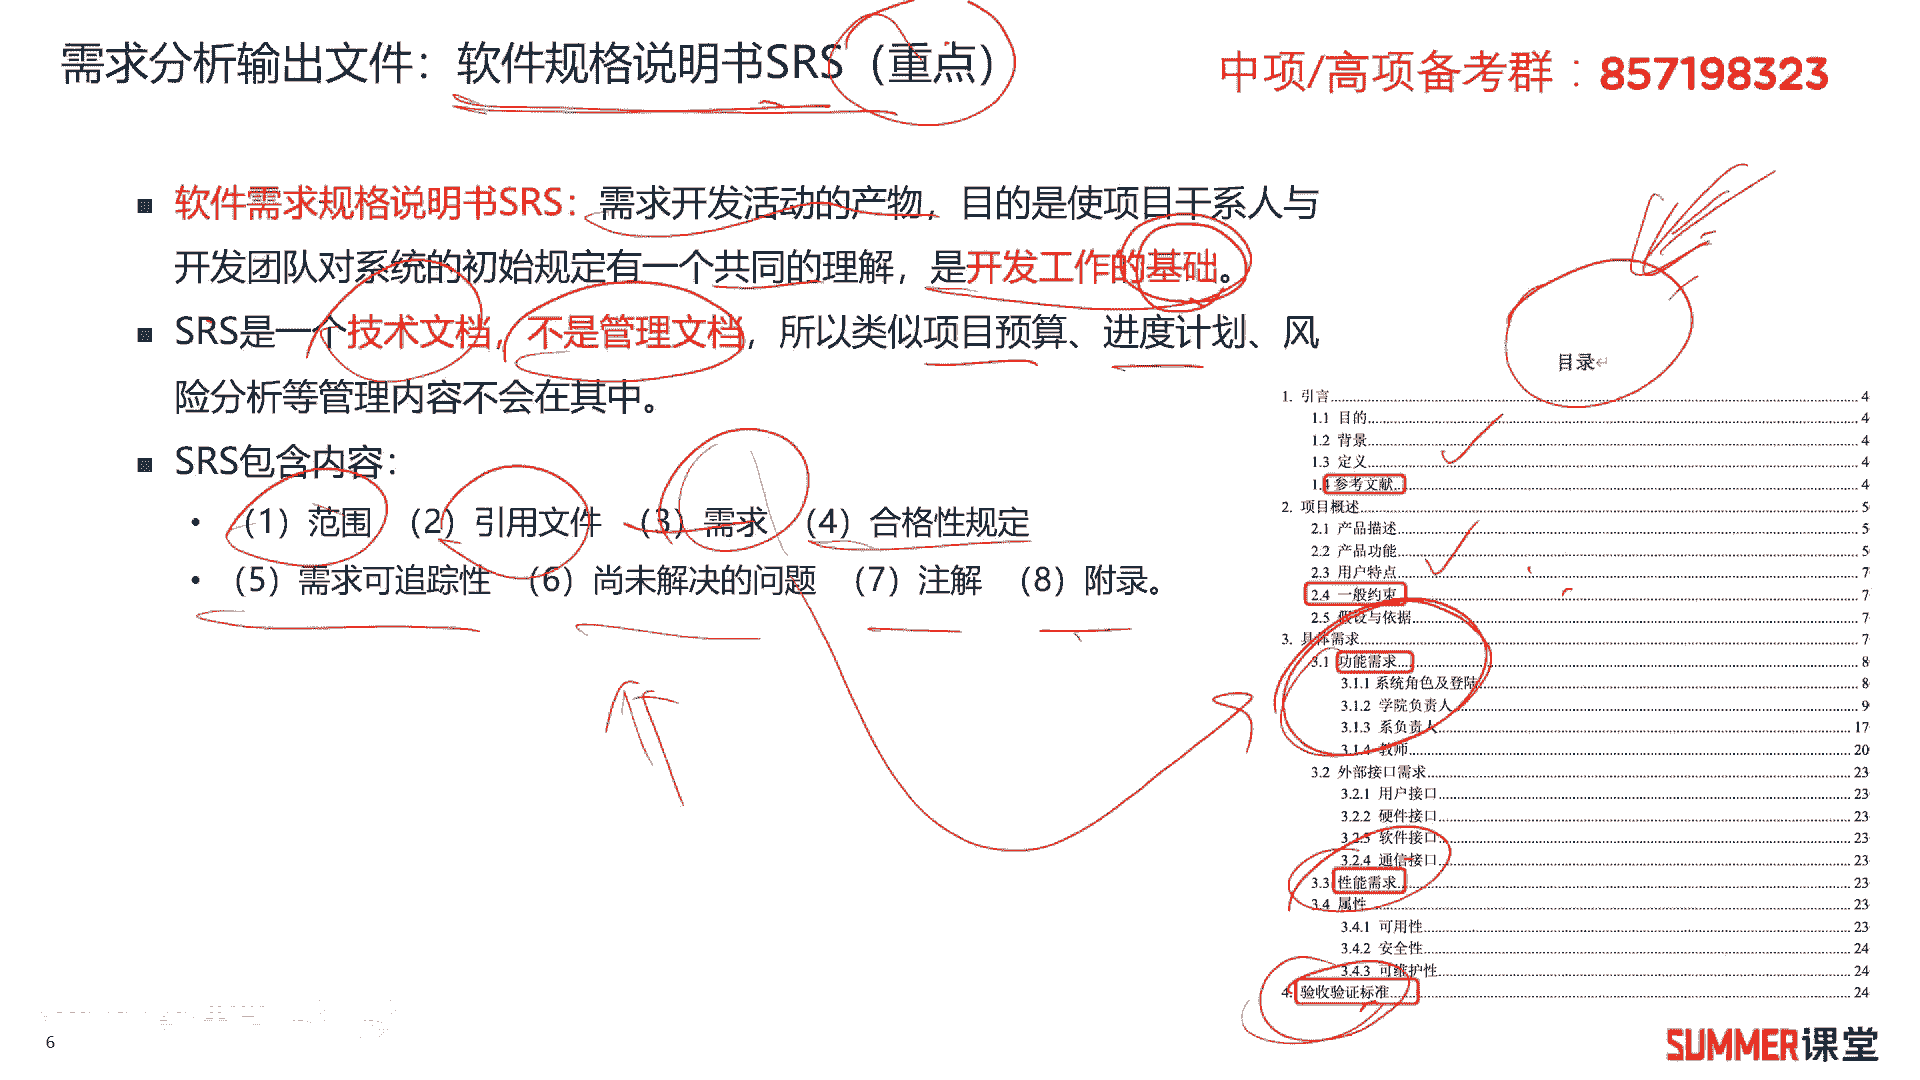 需求分析输出文件：软件规格说明书SRS（重点）
中项/高项备考群：857198323
■ 软件需求规格说明书SRS：需求开发活动的产物，目的是使项目干系人与
开发团队对系统的初始规定有一个共同的理解，是开发工作的基础。
■ SRS是一个技术文档，不是管理文档，所以类似项目预算、进度计划、风
险分析等管理内容不会在其中。
■ SRS包含内容：
• （1）范围 （2）引用文件 （3）需求 （4）合格性规定
• （5）需求可追踪性 （6）尚未解决的问题 （7）注解 （8）附录。
目录
1. 引言 4
1.1 目的 4
1.2 背景 4
1.3 定义 4
1.4 参考文献 4
2. 项目概述 5
2.1 产品描述 5
2.2 产品功能 5
2.3 用户特点 7
2.4 一般约束 7
2.5 假设与依据 7
3. 具体需求 7
3.1 功能需求 8
3.1.1 系统角色及登陆 8
3.1.2 学院负责人 9
3.1.3 系负责人 17
3.1.4 教师 20
3.2 外部接口需求 23
3.2.1 用户接口 23
3.2.2 硬件接口 23
3.2.3 软件接口 23
3.2.4 通信接口 23
3.3 性能需求 23
3.4 属性 23
3.4.1 可用性 23
3.4.2 安全性 24
3.4.3 可维护性 24
4. 验收验证标准 24
6
SUMMER课堂